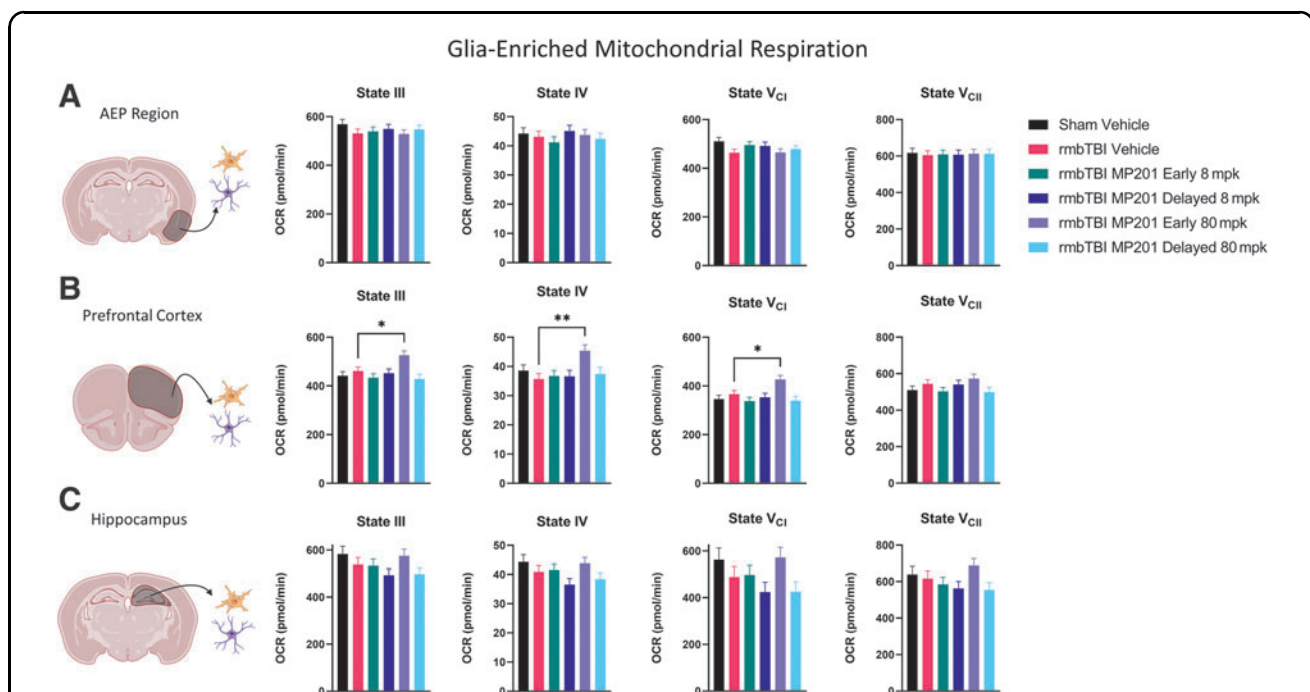 Glia-Enriched Mitochondrial Respiration
A
AEP Region
State III
OCR (pmol/min)
600
400
200
0
State IV
OCR (pmol/min)
50
40
30
20
10
0
State VCI
OCR (pmol/min)
600
400
200
0
State VCII
OCR (pmol/min)
800
600
400
200
0
Sham Vehicle
rmbTBI Vehicle
rmbTBI MP201 Early 8 mpk
rmbTBI MP201 Delayed 8 mpk
rmbTBI MP201 Early 80 mpk
rmbTBI MP201 Delayed 80 mpk
B
Prefrontal Cortex
State III
OCR (pmol/min)
600
400
200
0
*
State IV
OCR (pmol/min)
50
40
30
20
10
0
**
State VCI
OCR (pmol/min)
600
400
200
0
*
State VCII
OCR (pmol/min)
800
600
400
200
0
C
Hippocampus
State III
OCR (pmol/min)
600
400
200
0
State IV
OCR (pmol/min)
50
40
30
20
10
0
State VCI
OCR (pmol/min)
600
400
200
0
State VCII
OCR (pmol/min)
800
600
400
200
0